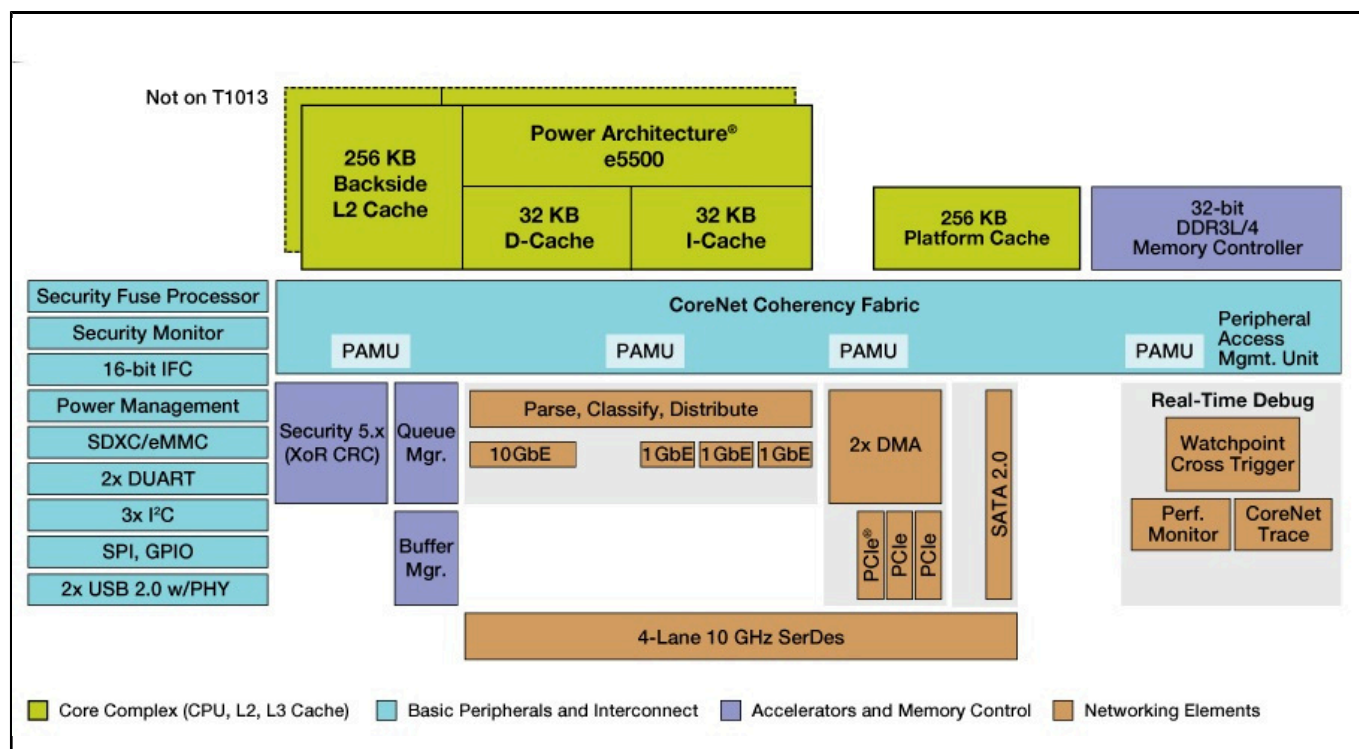 Not on T1013
256 KB
Backside
L2 Cache
Power Architecture®
e5500
32 KB
D-Cache
32 KB
I-Cache
256 KB
Platform Cache
32-bit
DDR3L/4
Memory Controller
Security Fuse Processor
Security Monitor
16-bit IFC
Power Management
SDXC/eMMC
2x DUART
3x I²C
SPI, GPIO
2x USB 2.0 w/PHY
CoreNet Coherency Fabric
PAMU
PAMU
PAMU
PAMU
Peripheral
Access
Mgmt. Unit
Security 5.x
(XoR CRC)
Queue
Mgr.
Buffer
Mgr.
Parse, Classify, Distribute
10GbE
1GbE
1GbE
1GbE
2x DMA
PCIe®
PCIe
PCIe
SATA 2.0
Real-Time Debug
Watchpoint
Cross Trigger
Perf.
Monitor
CoreNet
Trace
4-Lane 10 GHz SerDes
Core Complex (CPU, L2, L3 Cache)
Basic Peripherals and Interconnect
Accelerators and Memory Control
Networking Elements